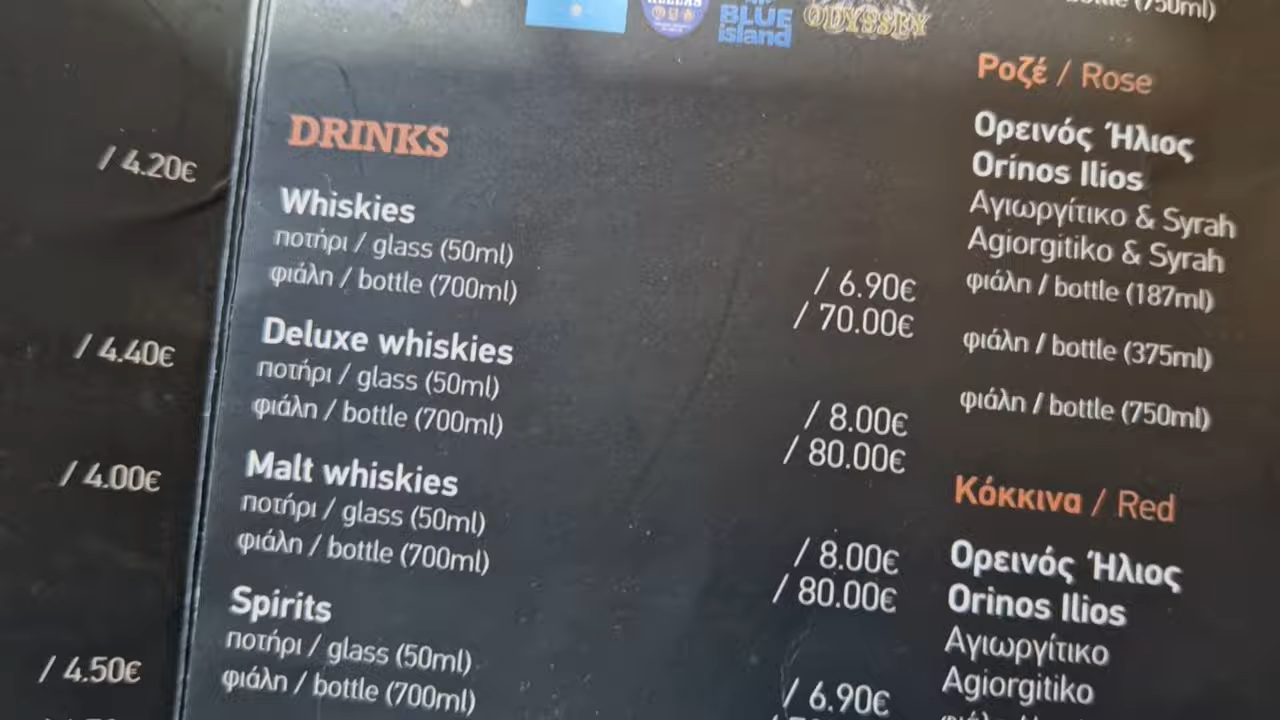 / 4.20€
/ 4.40€
/ 4.00€
/ 4.50€
BLUE
island
ODYSSEY
DRINKS
Whiskies
ποτήρι / glass (50ml) / 6.90€
φιάλη / bottle (700ml) / 70.00€
Deluxe whiskies
ποτήρι / glass (50ml) / 8.00€
φιάλη / bottle (700ml) / 80.00€
Malt whiskies
ποτήρι / glass (50ml) / 8.00€
φιάλη / bottle (700ml) / 80.00€
Spirits
ποτήρι / glass (50ml) / 6.90€
φιάλη / bottle (700ml)
bottle (750ml)
Ροζέ / Rose
Ορεινός Ήλιος
Orínos Ilios
Αγιωργίτικο & Syrah
Agiorgitiko & Syrah
φιάλη / bottle (187ml)
φιάλη / bottle (375ml)
φιάλη / bottle (750ml)
Κόκκινα / Red
Ορεινός Ήλιος
Orinos Ilios
Αγιωργίτικο
Agiorgitiko